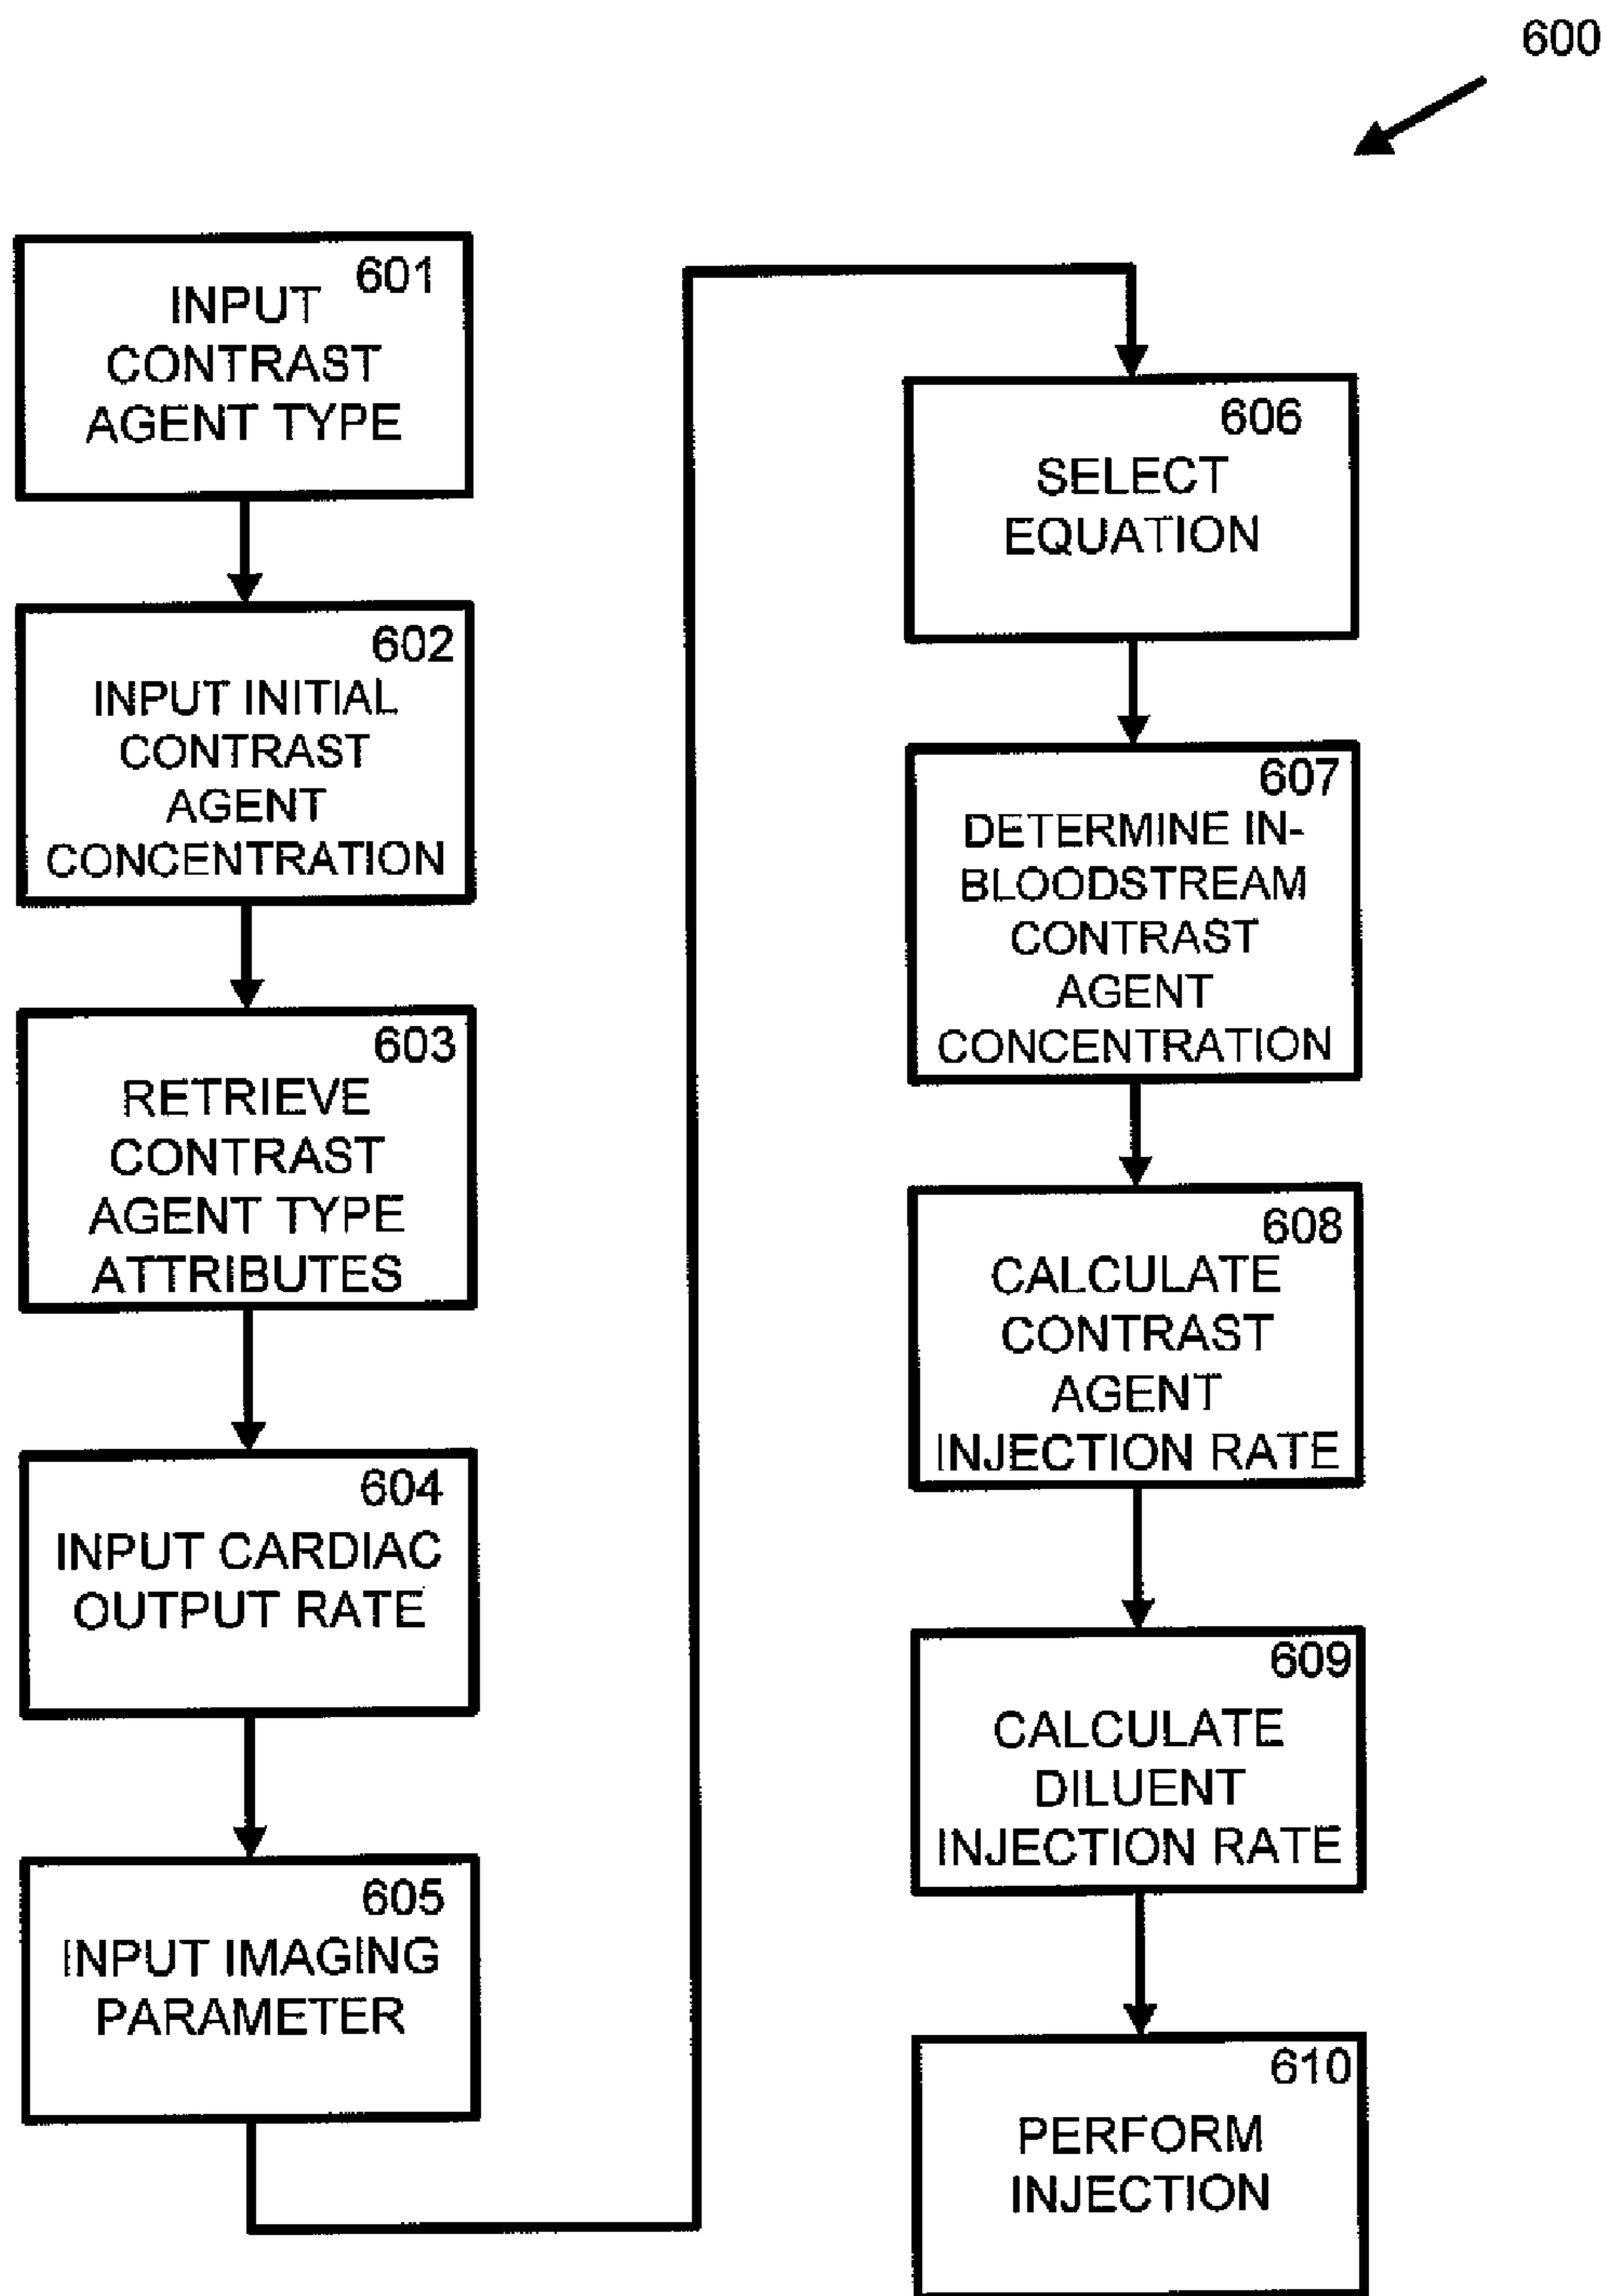 600
601
INPUT
CONTRAST
AGENT TYPE
602
INPUT INITIAL
CONTRAST
AGENT
CONCENTRATION
603
RETRIEVE
CONTRAST
AGENT TYPE
ATTRIBUTES
604
INPUT CARDIAC
OUTPUT RATE
605
INPUT IMAGING
PARAMETER
606
SELECT
EQUATION
607
DETERMINE IN-
BLOODSTREAM
CONTRAST
AGENT
CONCENTRATION
608
CALCULATE
CONTRAST
AGENT
INJECTION RATE
609
CALCULATE
DILUENT
INJECTION RATE
610
PERFORM
INJECTION